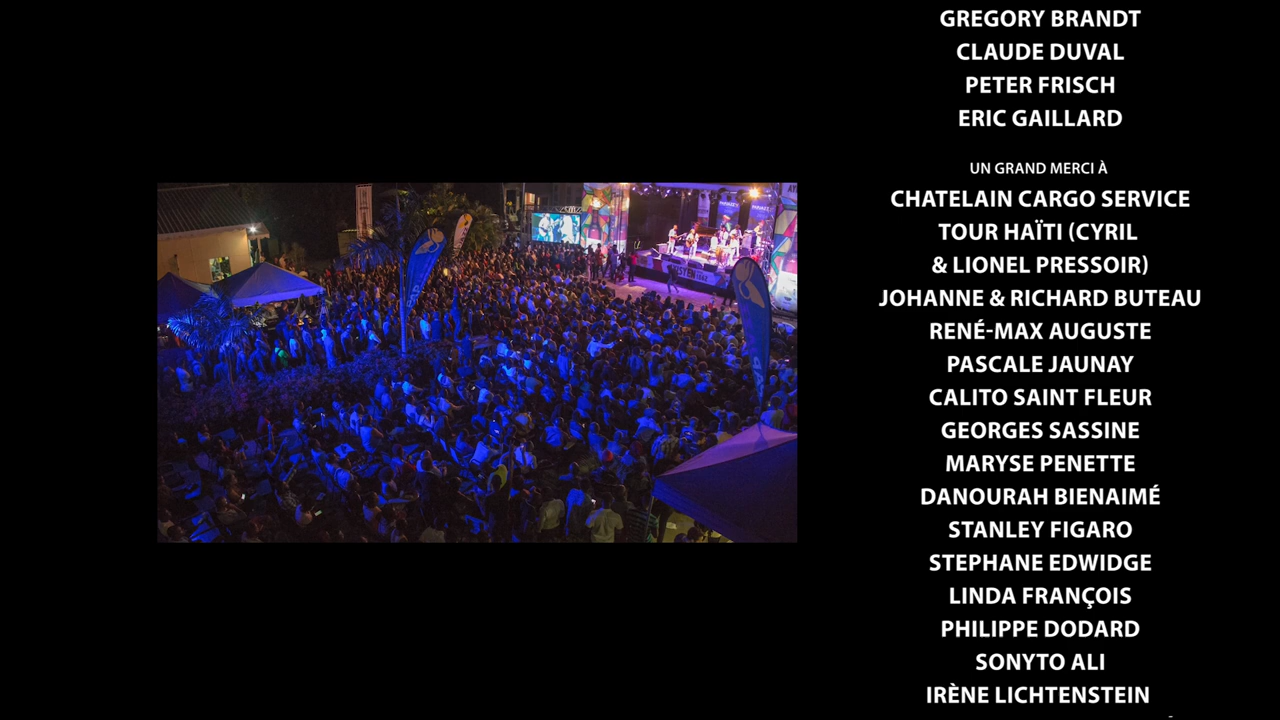 GREGORY BRANDT
CLAUDE DUVAL
PETER FRISCH
ERIC GAILLARD
UN GRAND MERCI À
CHATELAIN CARGO SERVICE
TOUR HAÏTI (CYRIL
& LIONEL PRESSOIR)
JOHANNE & RICHARD BUTEAU
RENÉ-MAX AUGUSTE
PASCALE JAUNAY
CALITO SAINT FLEUR
GEORGES SASSINE
MARYSE PENETTE
DANOURAH BIENAIMÉ
STANLEY FIGARO
STEPHANE EDWIDGE
LINDA FRANÇOIS
PHILIPPE DODARD
SONYTO ALI
IRÈNE LICHTENSTEIN